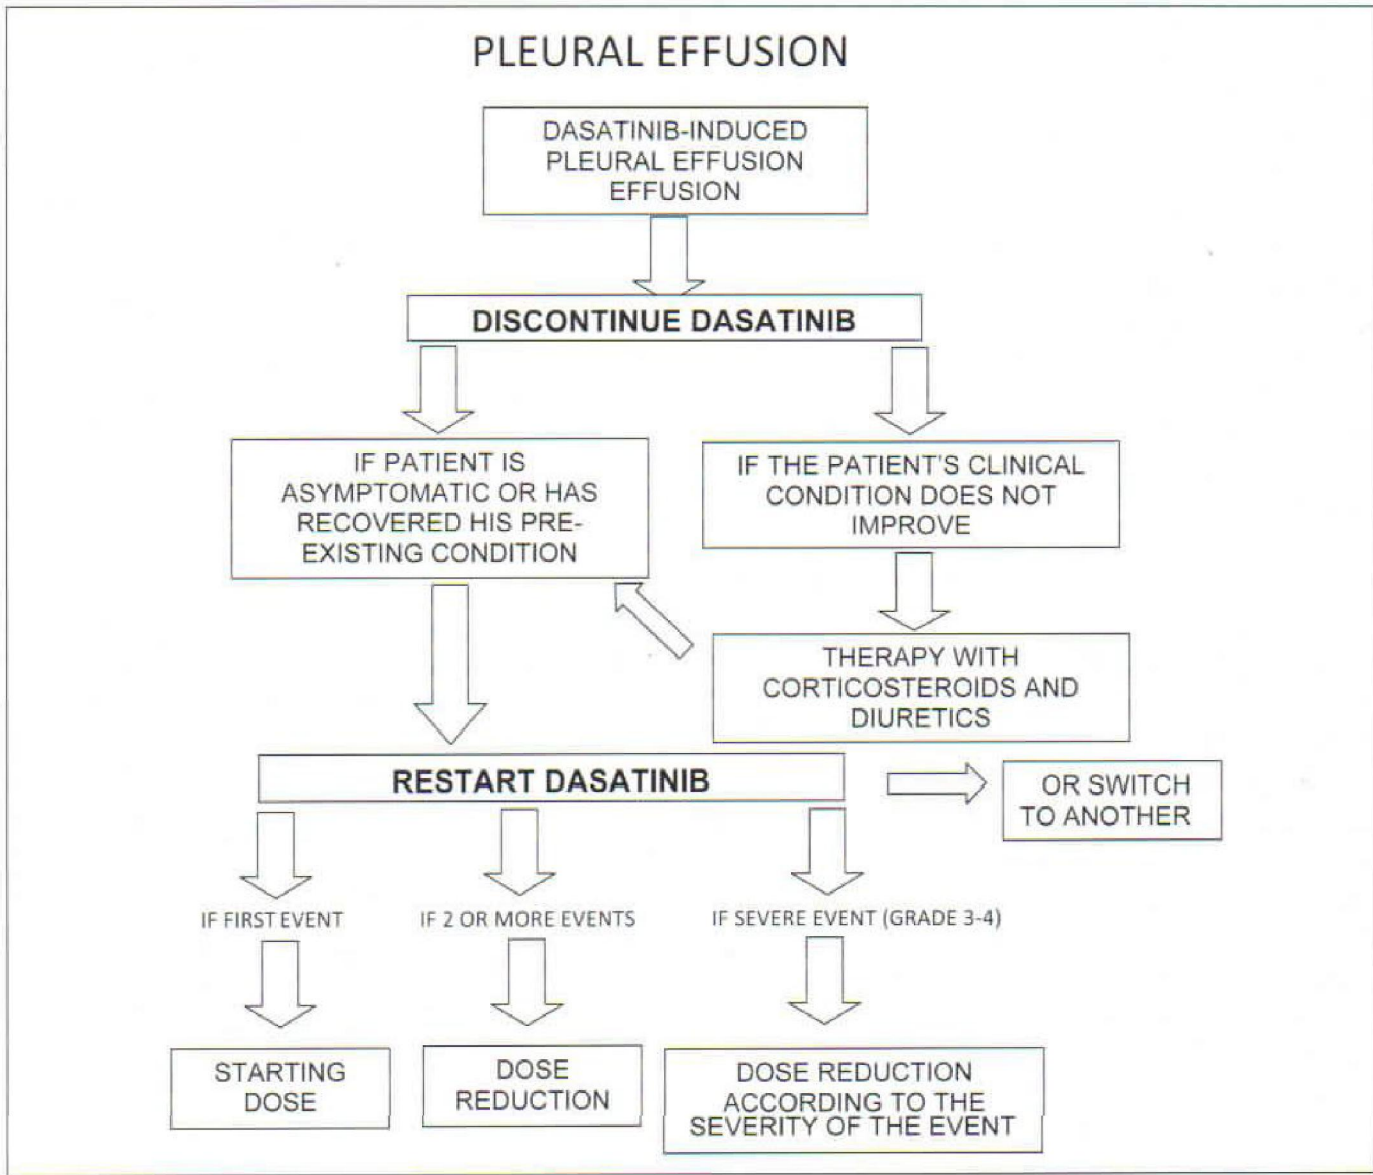 PLEURAL EFFUSION
DASATINIB-INDUCED
PLEURAL EFFUSION
EFFUSION
DISCONTINUE DASATINIB
IF PATIENT IS
ASYMPTOMATIC OR HAS
RECOVERED HIS PRE-
EXISTING CONDITION
IF THE PATIENT'S CLINICAL
CONDITION DOES NOT
IMPROVE
THERAPY WITH
CORTICOSTEROIDS AND
DIURETICS
RESTART DASATINIB
OR SWITCH
TO ANOTHER
IF FIRST EVENT
IF 2 OR MORE EVENTS
IF SEVERE EVENT (GRADE 3-4)
STARTING
DOSE
DOSE
REDUCTION
DOSE REDUCTION
ACCORDING TO THE
SEVERITY OF THE EVENT